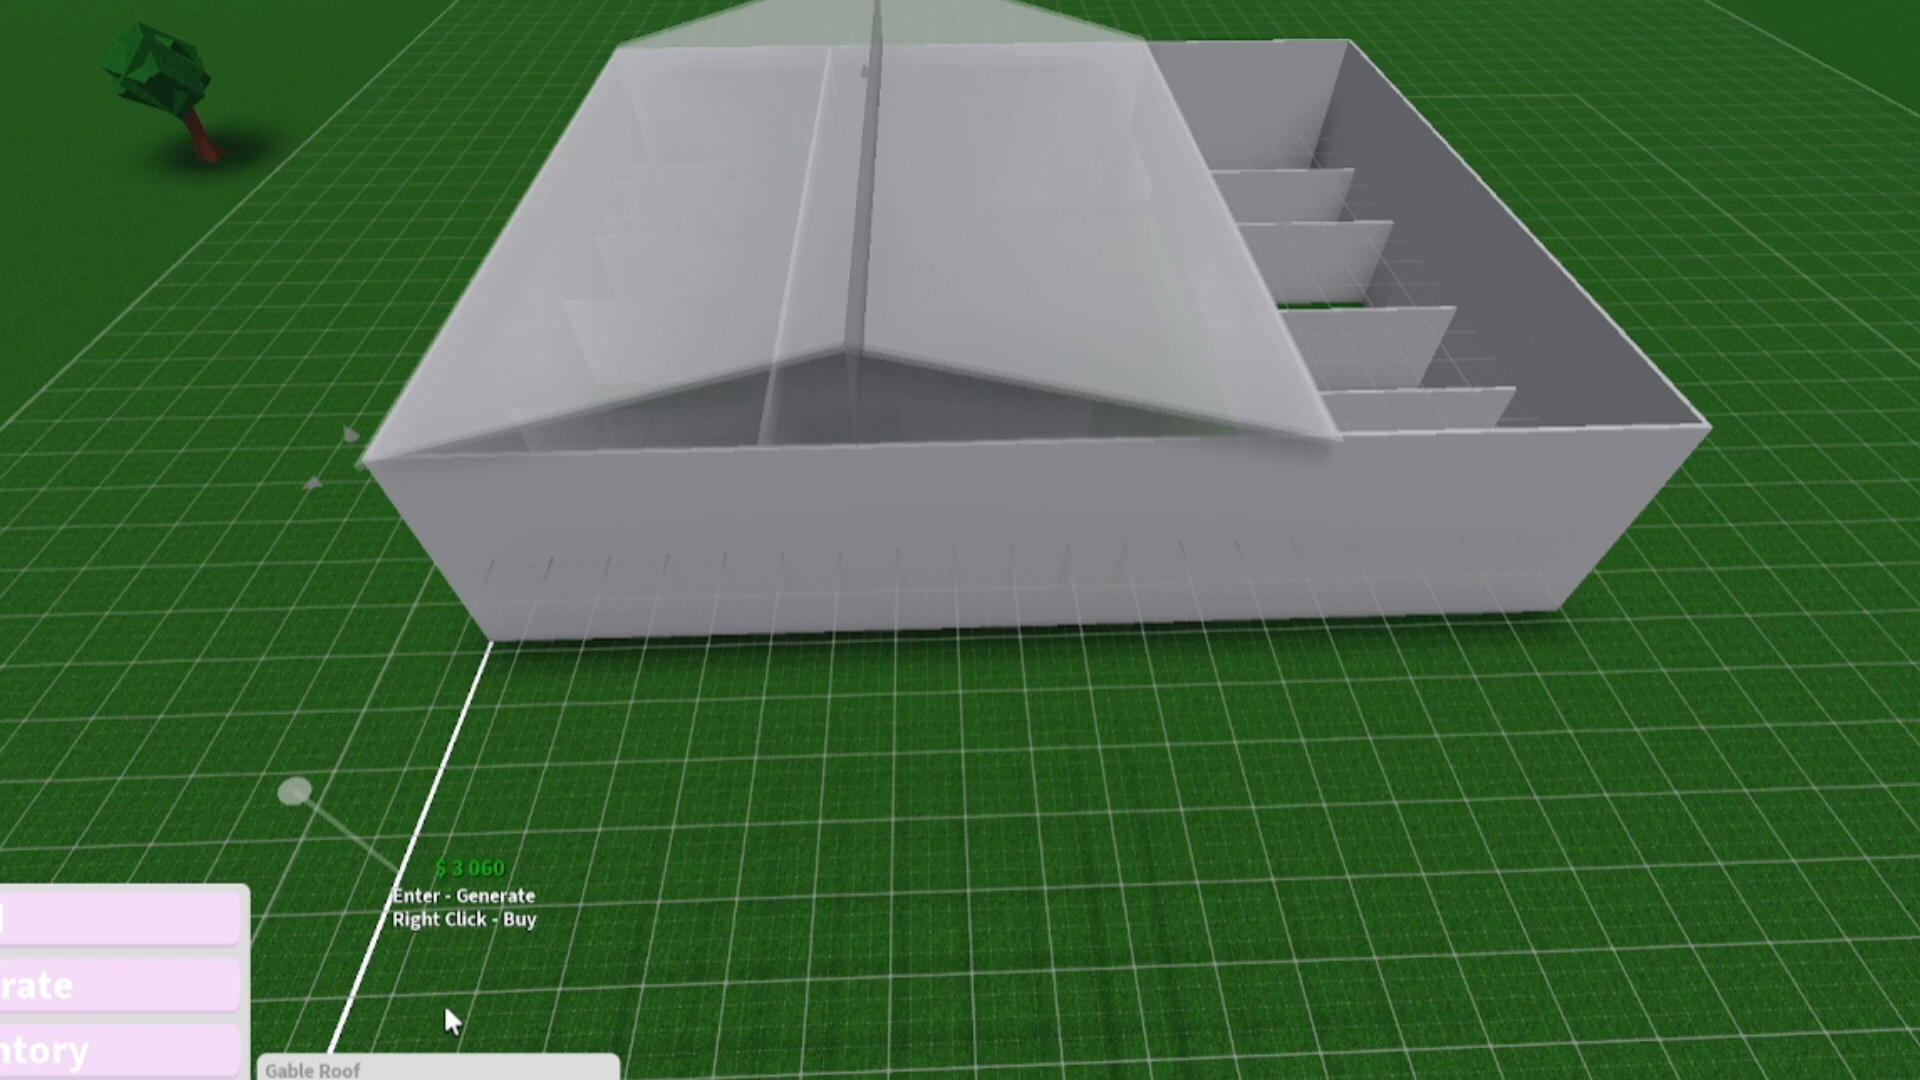 $ 3 060
Enter - Generate
Right Click - Buy
rate
ntory
Gable Roof